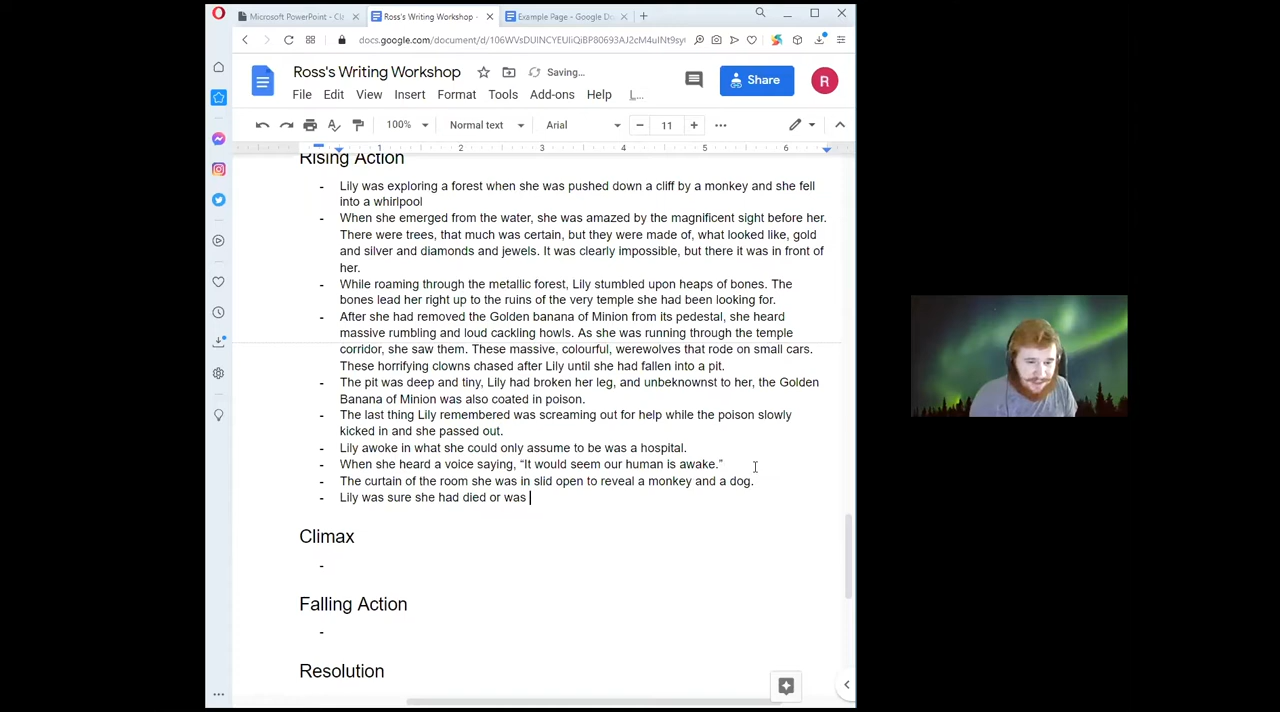 Microsoft PowerPoint - Cl
Ross's Writing Workshop -
Example Page - Google D
docs.google.com/document/d/106WVsDUINCYEUIiQiBP80693AJ2cM4uINt9sy
Ross's Writing Workshop
Saving...
Share
R
File Edit View Insert Format Tools Add-ons Help L...
100% Normal text Arial - 11 +
1 2 3 4 5 6
Rising Action
- Lily was exploring a forest when she was pushed down a cliff by a monkey and she fell
into a whirlpool
- When she emerged from the water, she was amazed by the magnificent sight before her.
There were trees, that much was certain, but they were made of, what looked like, gold
and silver and diamonds and jewels. It was clearly impossible, but there it was in front of
her.
- While roaming through the metallic forest, Lily stumbled upon heaps of bones. The
bones lead her right up to the ruins of the very temple she had been looking for.
- After she had removed the Golden banana of Minion from its pedestal, she heard
massive rumbling and loud cackling howls. As she was running through the temple
corridor, she saw them. These massive, colourful, werewolves that rode on small cars.
These horrifying clowns chased after Lily until she had fallen into a pit.
- The pit was deep and tiny, Lily had broken her leg, and unbeknownst to her, the Golden
Banana of Minion was also coated in poison.
- The last thing Lily remembered was screaming out for help while the poison slowly
kicked in and she passed out.
- Lily awoke in what she could only assume to be was a hospital.
- When she heard a voice saying, “It would seem our human is awake.”
- The curtain of the room she was in slid open to reveal a monkey and a dog.
- Lily was sure she had died or was
Climax
-
Falling Action
-
Resolution